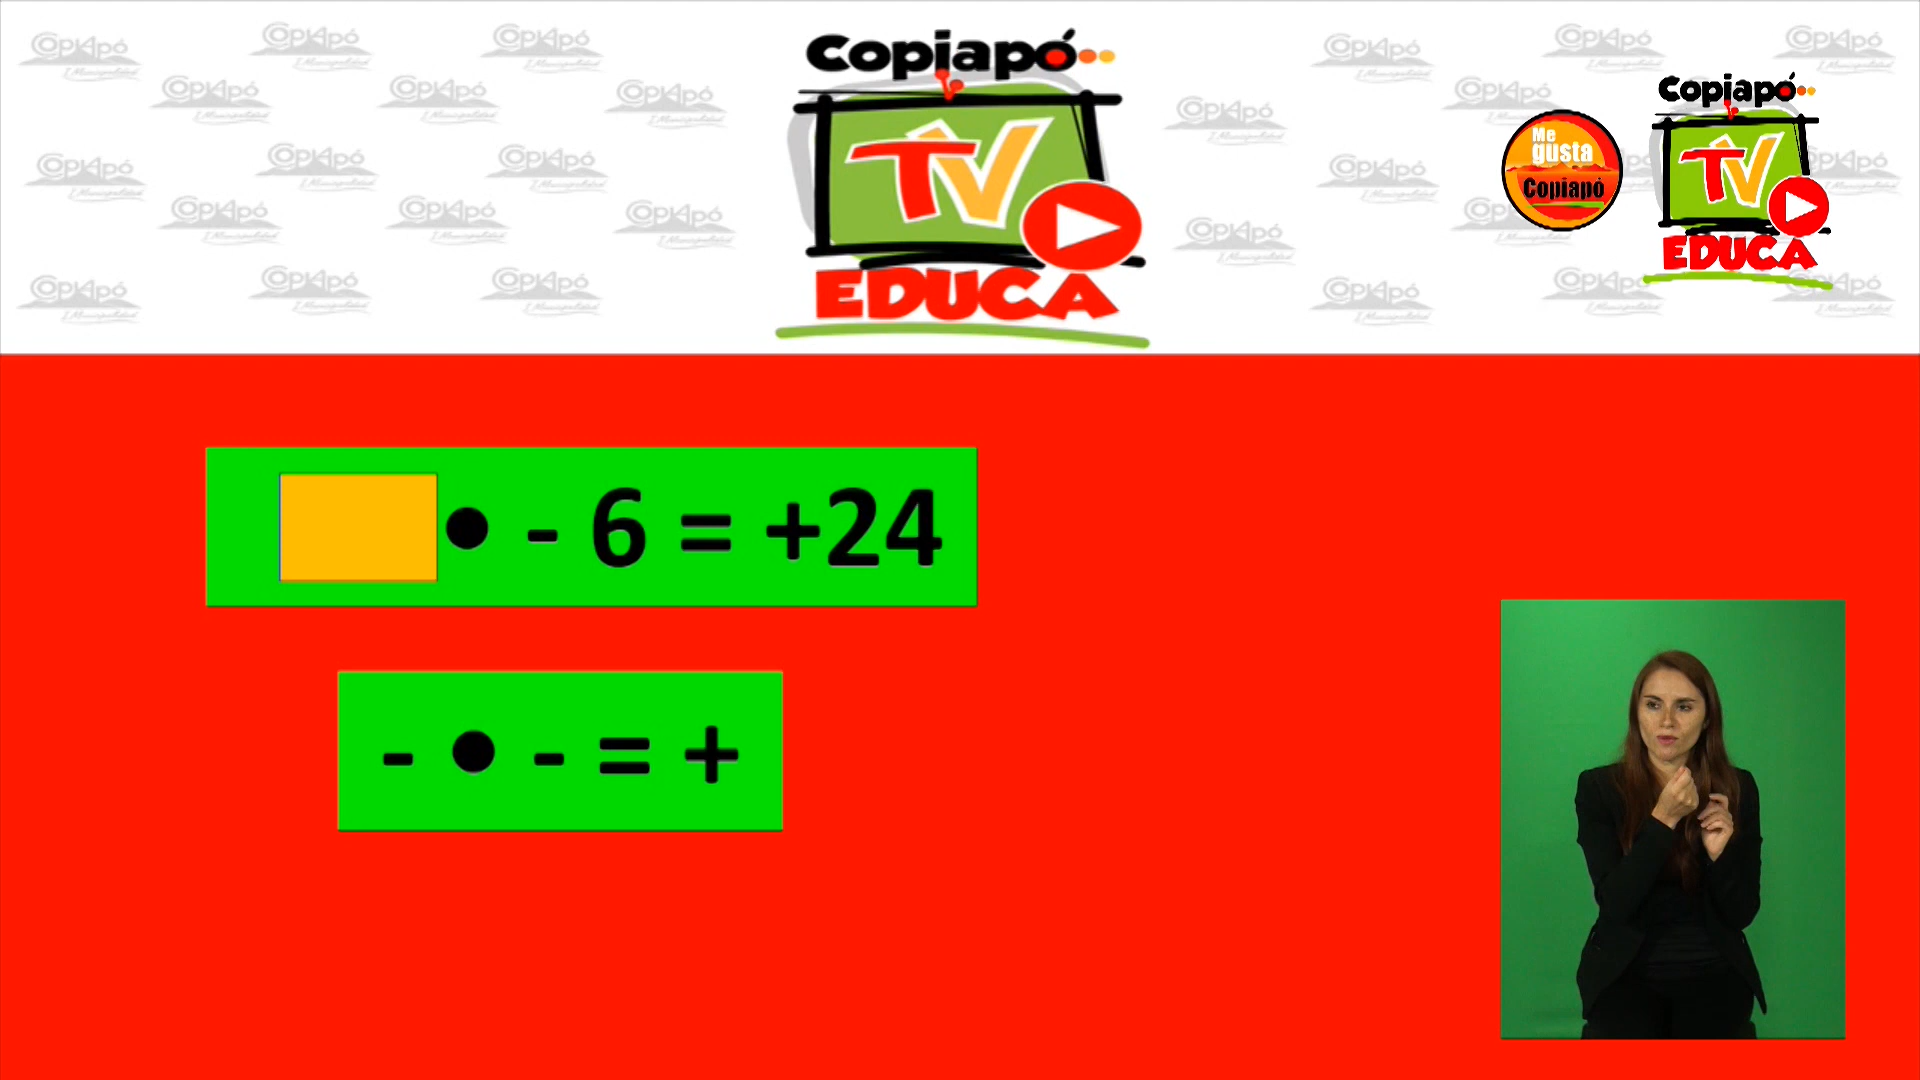 Copiapó
TV
EDUCA
Me
gusta
Copiapó
Copiapó
TV
EDUCA
• - 6 = +24
- • - = +